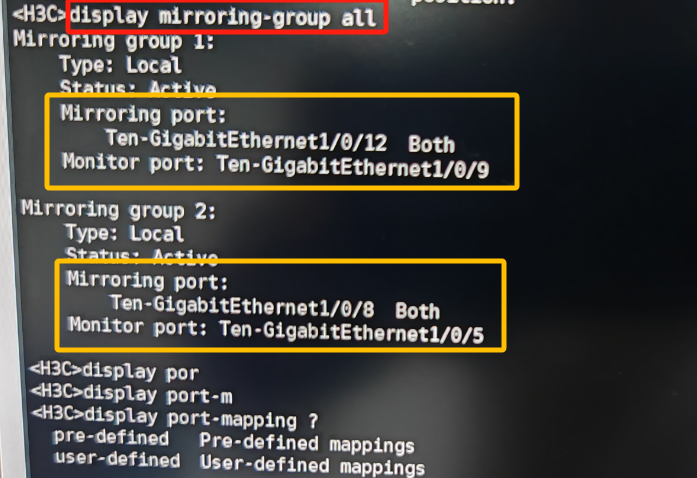 position.
<H3C>display mirroring-group all
Mirroring group 1:
Type: Local
Status: Active
Mirroring port:
Ten-GigabitEthernet1/0/12 Both
Monitor port: Ten-GigabitEthernet1/0/9
Mirroring group 2:
Type: Local
Status: Active
Mirroring port:
Ten-GigabitEthernet1/0/8 Both
Monitor port: Ten-GigabitEthernet1/0/5
<H3C>display por
<H3C>display port-m
<H3C>display port-mapping ?
pre-defined Pre-defined mappings
user-defined User-defined mappings